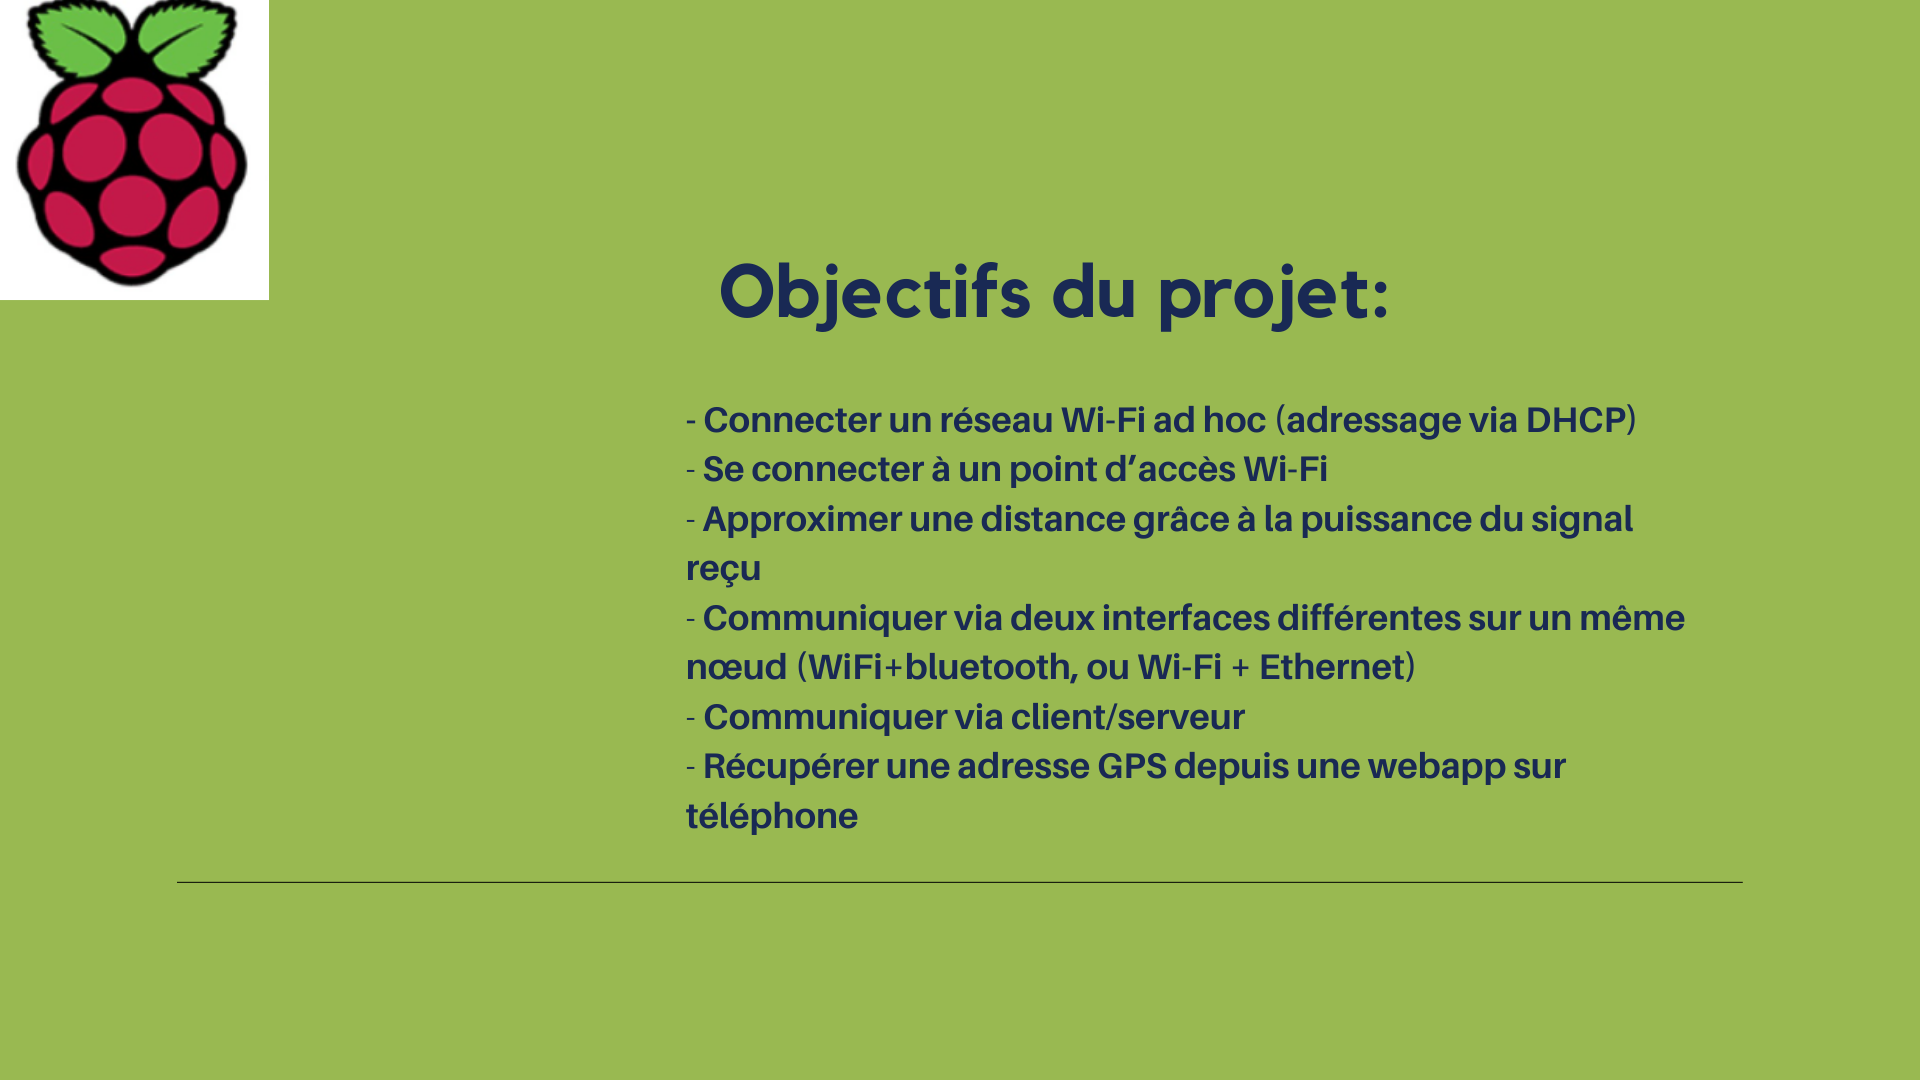 Objectifs du projet:
- Connecter un réseau Wi-Fi ad hoc (adressage via DHCP)
- Se connecter à un point d’accès Wi-Fi
- Approximer une distance grâce à la puissance du signal
reçu
- Communiquer via deux interfaces différentes sur un même
nœud (WiFi+bluetooth, ou Wi-Fi + Ethernet)
- Communiquer via client/serveur
- Récupérer une adresse GPS depuis une webapp sur
téléphone